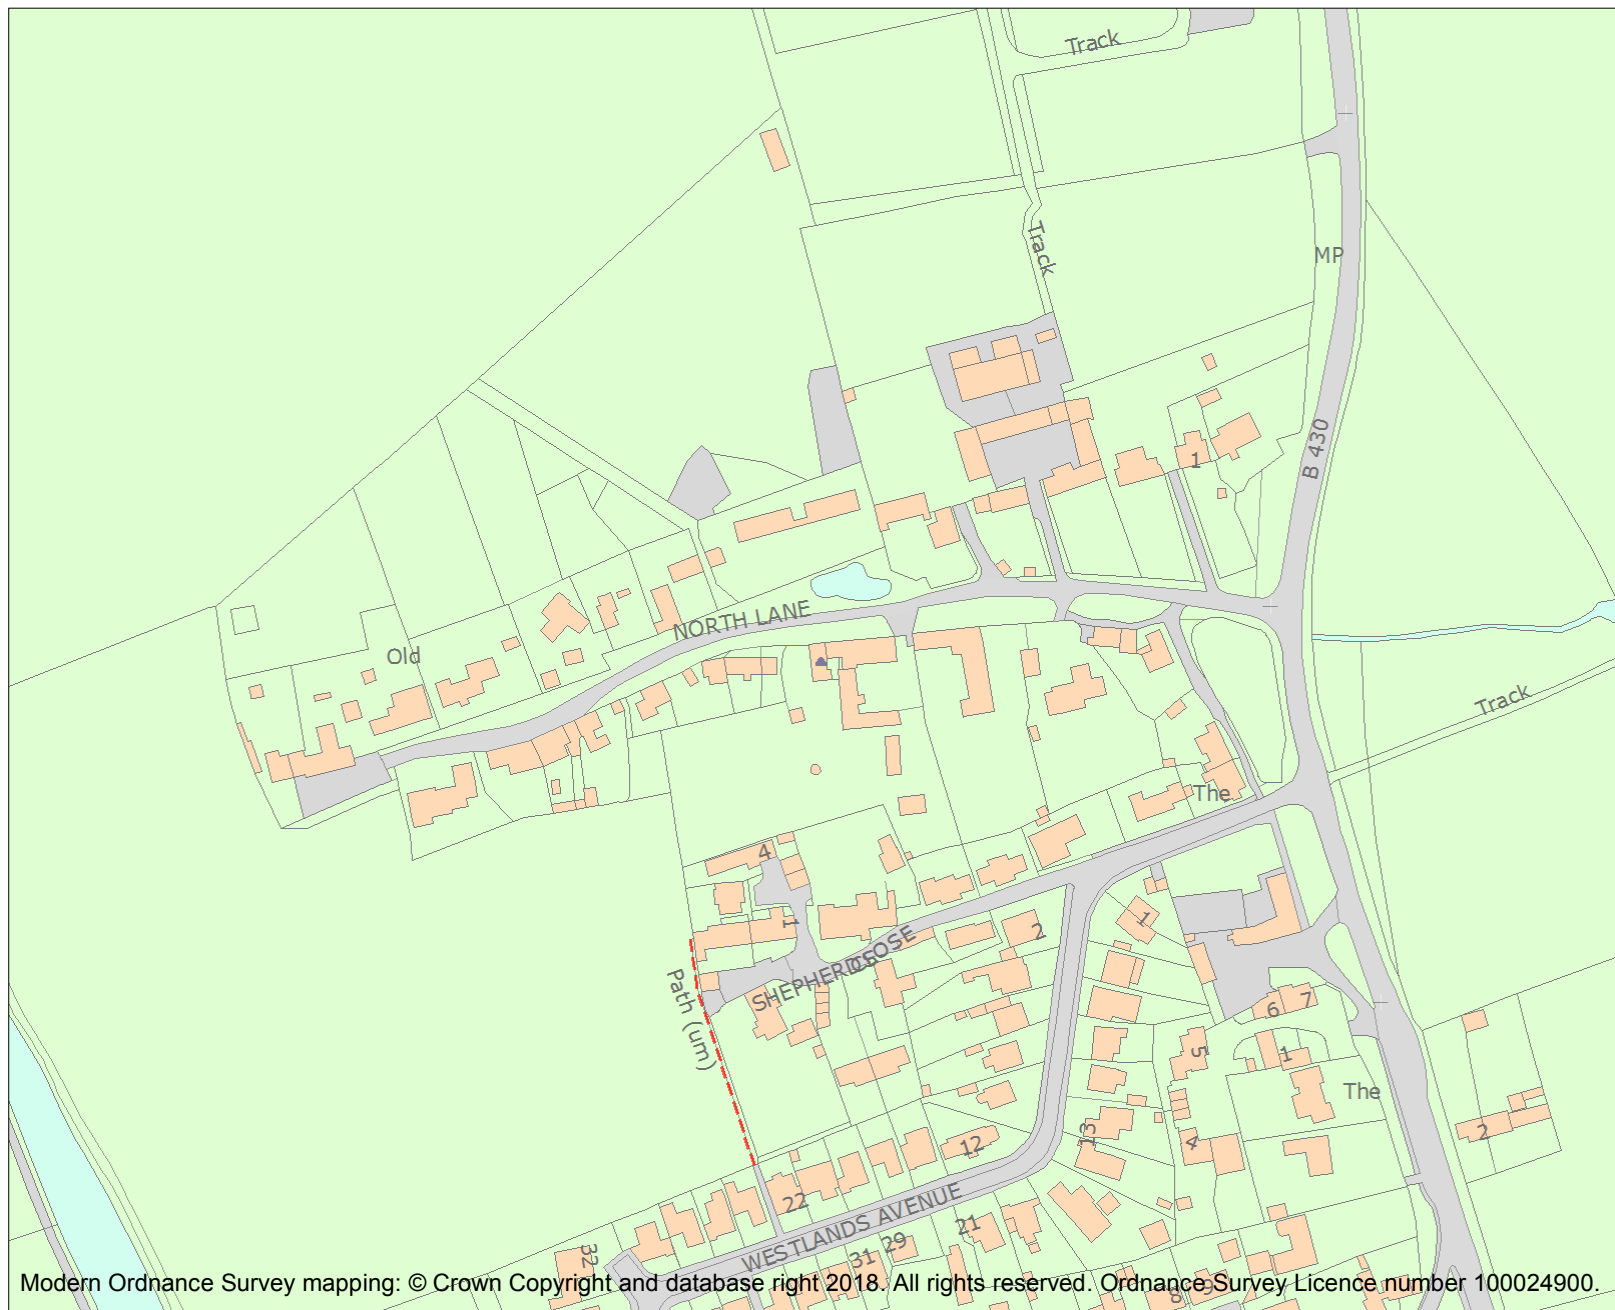 Track
Track
MP
B 430
1
NORTH LANE
Old
Track
The
4
1
2
1
SHEPHERDS
CLOSE
Path (um)
6
7
5
1
The
2
13
4
12
22
WESTLANDS AVENUE
21
29
31
32
8
9
Modern Ordnance Survey mapping: © Crown Copyright and database right 2018. All rights reserved. Ordnance Survey Licence number 100024900.